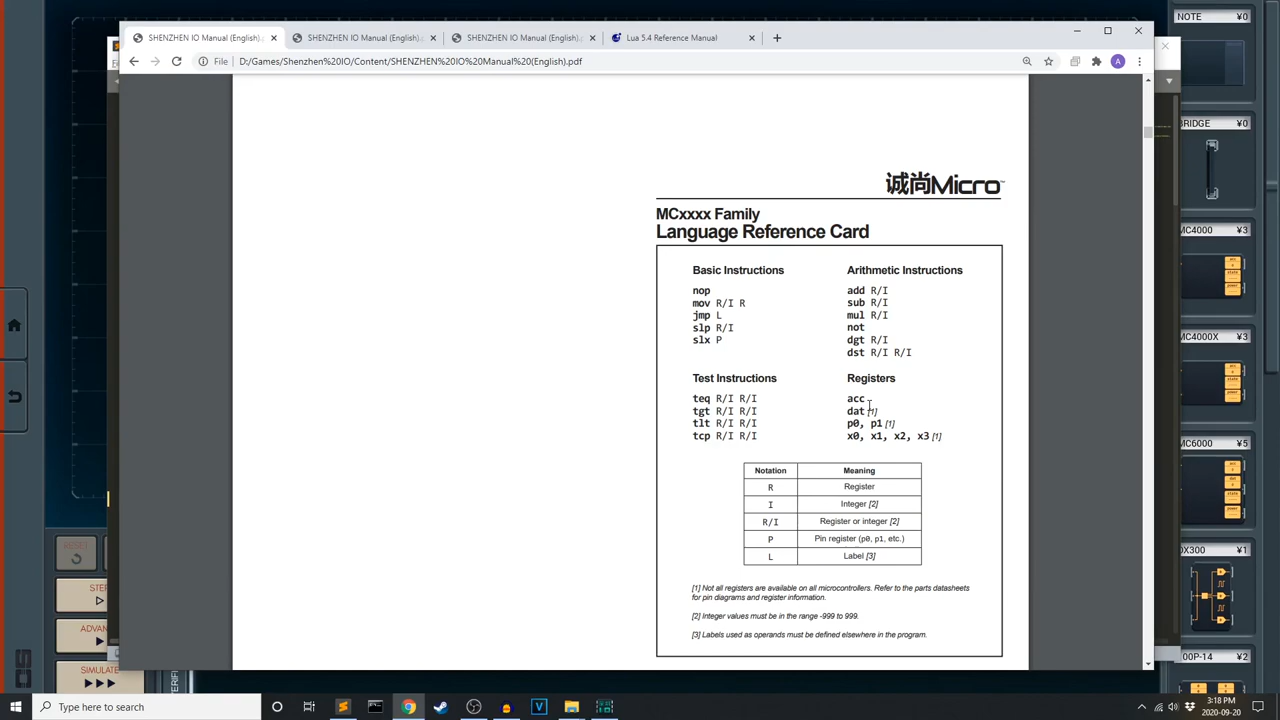 NOTE ¥0
SHENZHEN IO Manual (English).
SHENZHEN IO Manual (English).
SHENZHEN IO Manual (English).
Lua 5.4 Reference Manual
File D:/Games/Shenzhen%20IO/Content/SHENZHEN%20IO%20Manual%20(English).pdf
BRIDGE ¥0
诚尚Micro
MCxxxx Family
Language Reference Card
Basic Instructions
nop
mov R/I R
jmp L
slp R/I
slx P
Arithmetic Instructions
add R/I
sub R/I
mul R/I
not
dgt R/I
dst R/I R/I
Test Instructions
teq R/I R/I
tgt R/I R/I
tlt R/I R/I
tcp R/I R/I
Registers
acc
dat [1]
p0, p1 [1]
x0, x1, x2, x3 [1]
Notation Meaning
R Register
I Integer [2]
R/I Register or integer [2]
P Pin register (p0, p1, etc.)
L Label [3]
[1] Not all registers are available on all microcontrollers. Refer to the parts datasheets
for pin diagrams and register information.
[2] Integer values must be in the range -999 to 999.
[3] Labels used as operands must be defined elsewhere in the program.
MC4000 ¥3
MC4000X ¥3
MC6000 ¥5
DX300 ¥1
00P-14 ¥2
RESET
STEP
ADVAN
SIMULATE
VERIFI
A
Type here to search
3:18 PM
2020-09-20